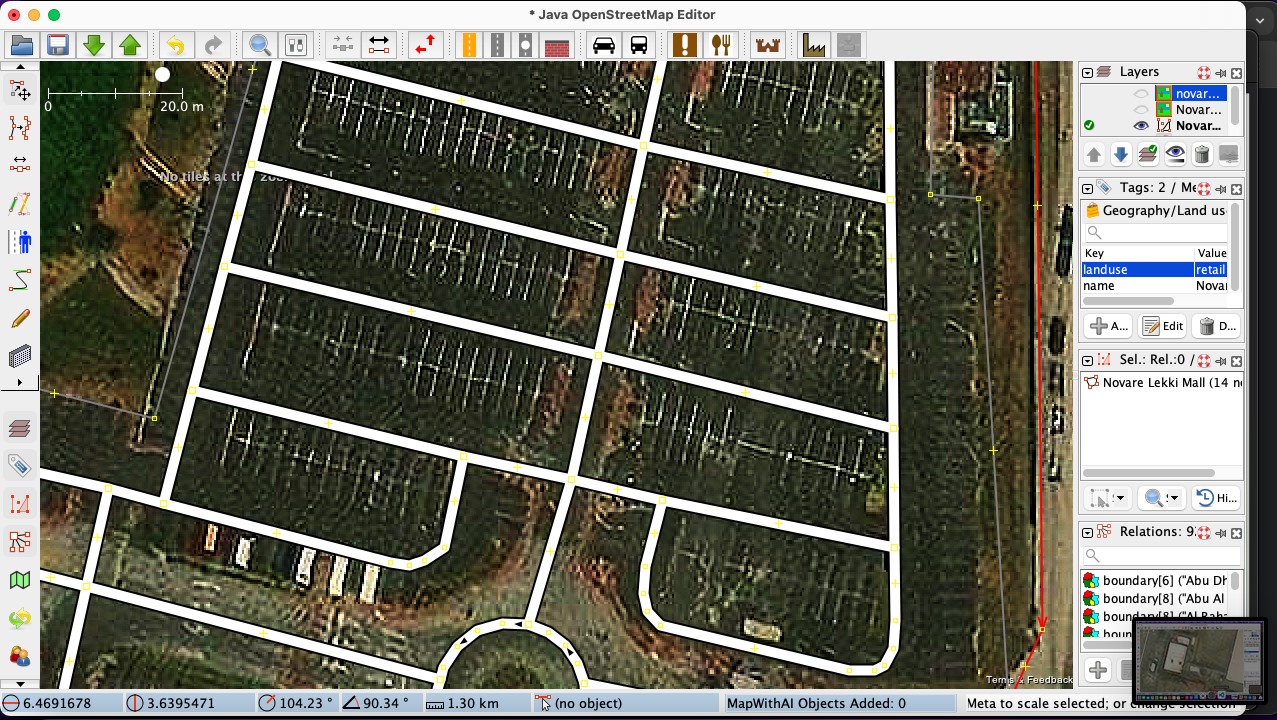 * Java OpenStreetMap Editor
0
20.0 m
No tiles at th
Layers
novar...
Novar...
Novar...
Tags: 2 / Me
Geography/Land us
Key
Value
landuse
retail
name
Novar
A...
Edit
D...
Sel.: Rel.:0 /
Novare Lekki Mall (14 n
Hi...
Relations: 9
boundary[6] ("Abu Dh
boundary[8] ("Abu Al
boundary[8] ("Al Bah
boun
Terms & Feedback
6.4691678
3.6395471
104.23 °
90.34 °
1.30 km
(no object)
MapWithAI Objects Added: 0
Meta to scale selected; or change selection